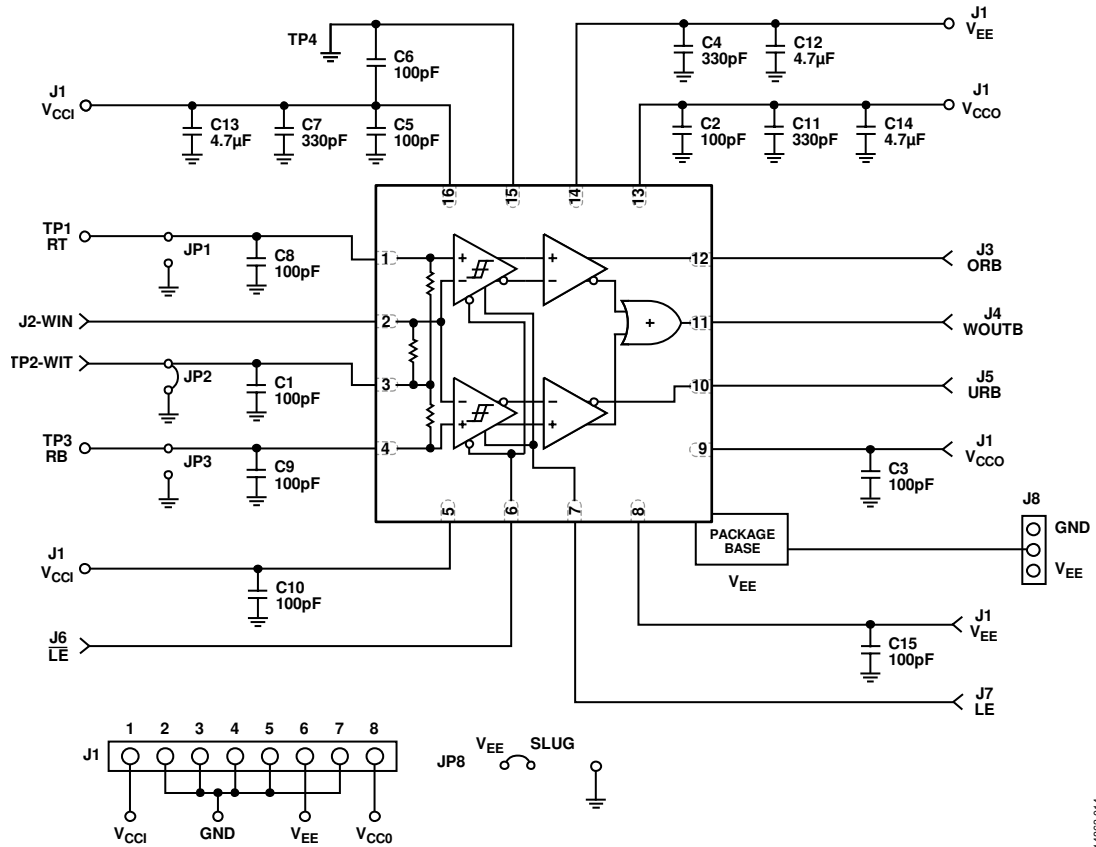 J1
VEE
TP4
C6
100pF
C4
330pF
C12
4.7µF
J1
VCCI
C13
4.7µF
C7
330pF
C5
100pF
C2
100pF
C11
330pF
C14
4.7µF
J1
VCCO
16
15
14
13
TP1
RT
JP1
C8
100pF
1
+
−
+
−
12
J3
ORB
J2-WIN
2
+
11
J4
WOUTB
TP2-WIT
JP2
C1
100pF
3
10
J5
URB
−
+
−
+
TP3
RB
JP3
C9
100pF
4
9
C3
100pF
J1
VCCO
5
6
7
8
PACKAGE
BASE
VEE
J8
GND
VEE
J1
VCCI
C10
100pF
J6
LE
J1
VEE
C15
100pF
J7
LE
1 2 3 4 5 6 7 8
J1
VCCI
GND
VEE
VCC0
JP8
VEE SLUG